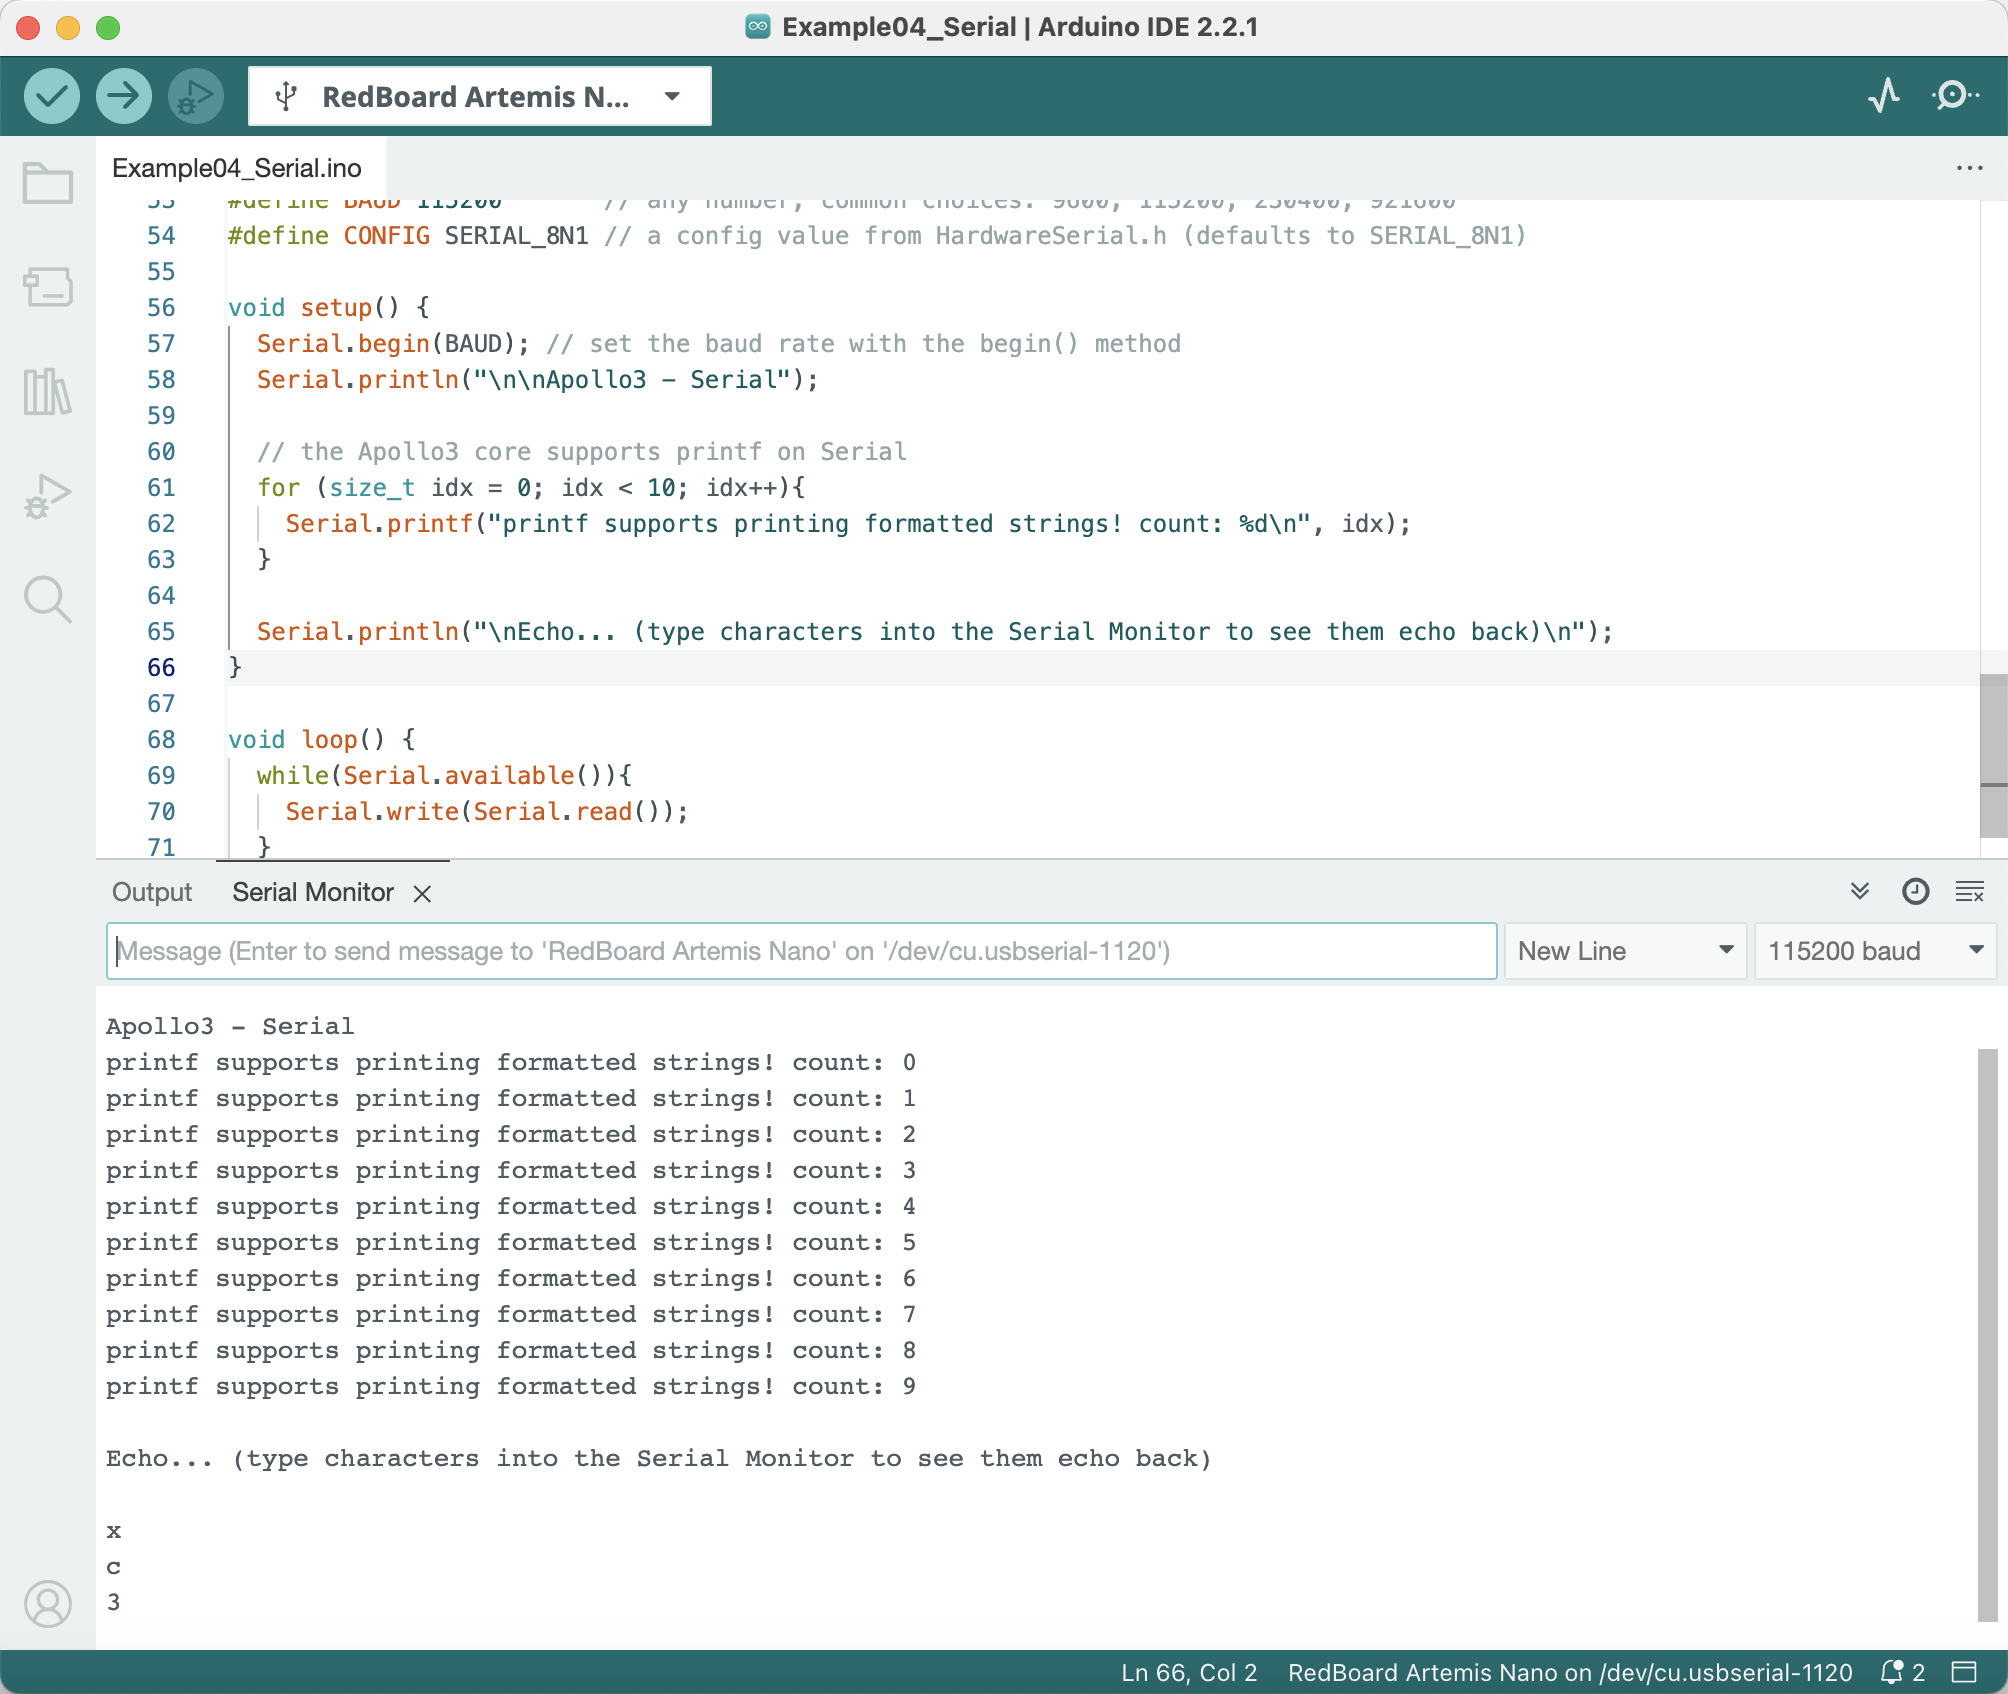 Example04_Serial | Arduino IDE 2.2.1
RedBoard Artemis N...
Example04_Serial.ino
53 #define BAUD 115200 // any number, common choices: 9600, 115200, 230400, 921600
54 #define CONFIG SERIAL_8N1 // a config value from HardwareSerial.h (defaults to SERIAL_8N1)
55
56 void setup() {
57 Serial.begin(BAUD); // set the baud rate with the begin() method
58 Serial.println("\n\nApollo3 - Serial");
59
60 // the Apollo3 core supports printf on Serial
61 for (size_t idx = 0; idx < 10; idx++){
62 Serial.printf("printf supports printing formatted strings! count: %d\n", idx);
63 }
64
65 Serial.println("\nEcho... (type characters into the Serial Monitor to see them echo back)\n");
66 }
67
68 void loop() {
69 while(Serial.available()){
70 Serial.write(Serial.read());
71 }
Output Serial Monitor
Message (Enter to send message to 'RedBoard Artemis Nano' on '/dev/cu.usbserial-1120') New Line 115200 baud
Apollo3 - Serial
printf supports printing formatted strings! count: 0
printf supports printing formatted strings! count: 1
printf supports printing formatted strings! count: 2
printf supports printing formatted strings! count: 3
printf supports printing formatted strings! count: 4
printf supports printing formatted strings! count: 5
printf supports printing formatted strings! count: 6
printf supports printing formatted strings! count: 7
printf supports printing formatted strings! count: 8
printf supports printing formatted strings! count: 9
Echo... (type characters into the Serial Monitor to see them echo back)
x
c
3
Ln 66, Col 2 RedBoard Artemis Nano on /dev/cu.usbserial-1120 2